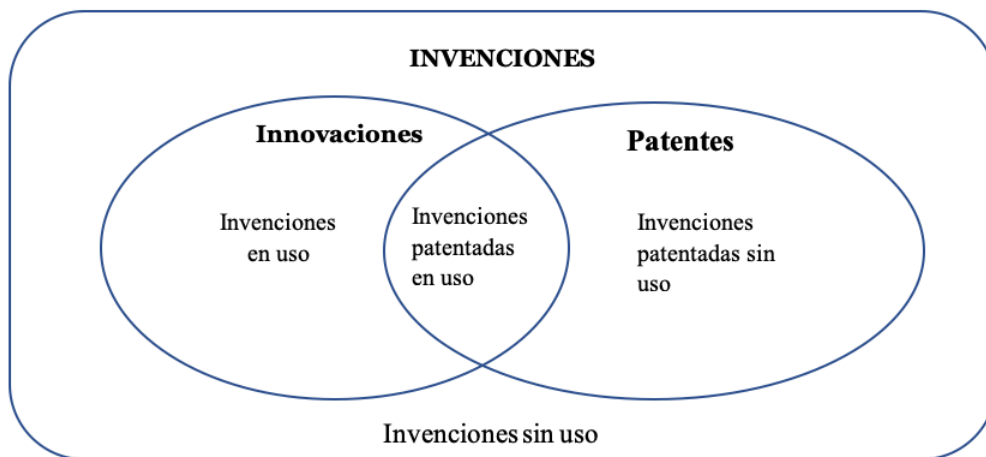 INVENCIONES
Innovaciones
Patentes
Invenciones
en uso
Invenciones
patentadas
en uso
Invenciones
patentadas sin
uso
Invenciones sin uso